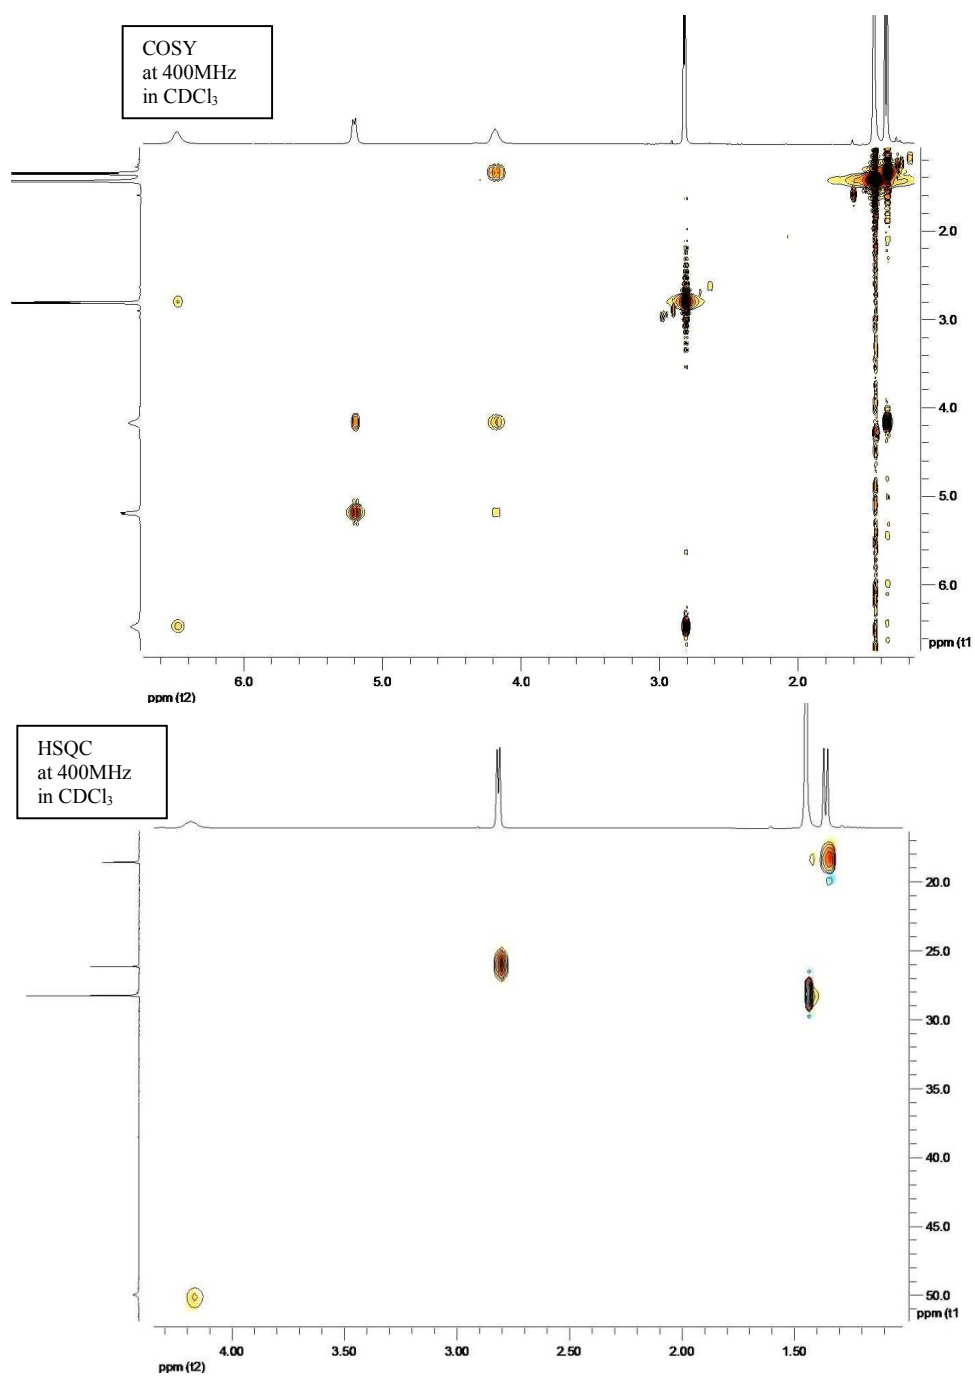 COSY
at 400MHz
in CDCl₃
2.0
3.0
4.0
5.0
6.0
ppm (t1
6.0 5.0 4.0 3.0 2.0
ppm (t2)
HSQC
at 400MHz
in CDCl₃
20.0
25.0
30.0
35.0
40.0
45.0
50.0
ppm (t1
4.00 3.50 3.00 2.50 2.00 1.50
ppm (t2)